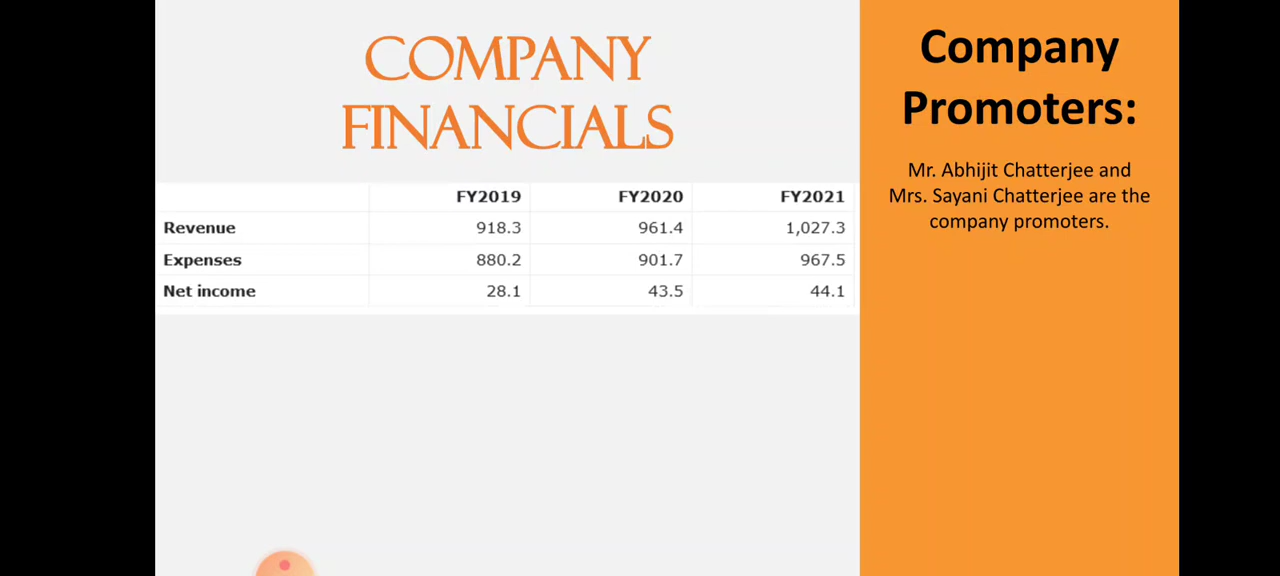 COMPANY
FINANCIALS
FY2019 FY2020 FY2021
Revenue 918.3 961.4 1,027.3
Expenses 880.2 901.7 967.5
Net income 28.1 43.5 44.1
Company
Promoters:
Mr. Abhijit Chatterjee and
Mrs. Sayani Chatterjee are the
company promoters.